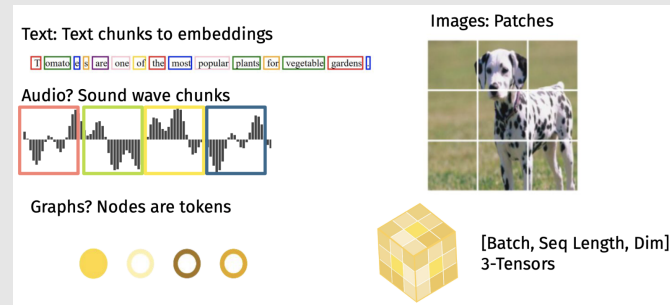 Text: Text chunks to embeddings
Tomatoes are one of the most popular plants for vegetable gardens.
Audio? Sound wave chunks
Graphs? Nodes are tokens
Images: Patches
[Batch, Seq Length, Dim]
3-Tensors